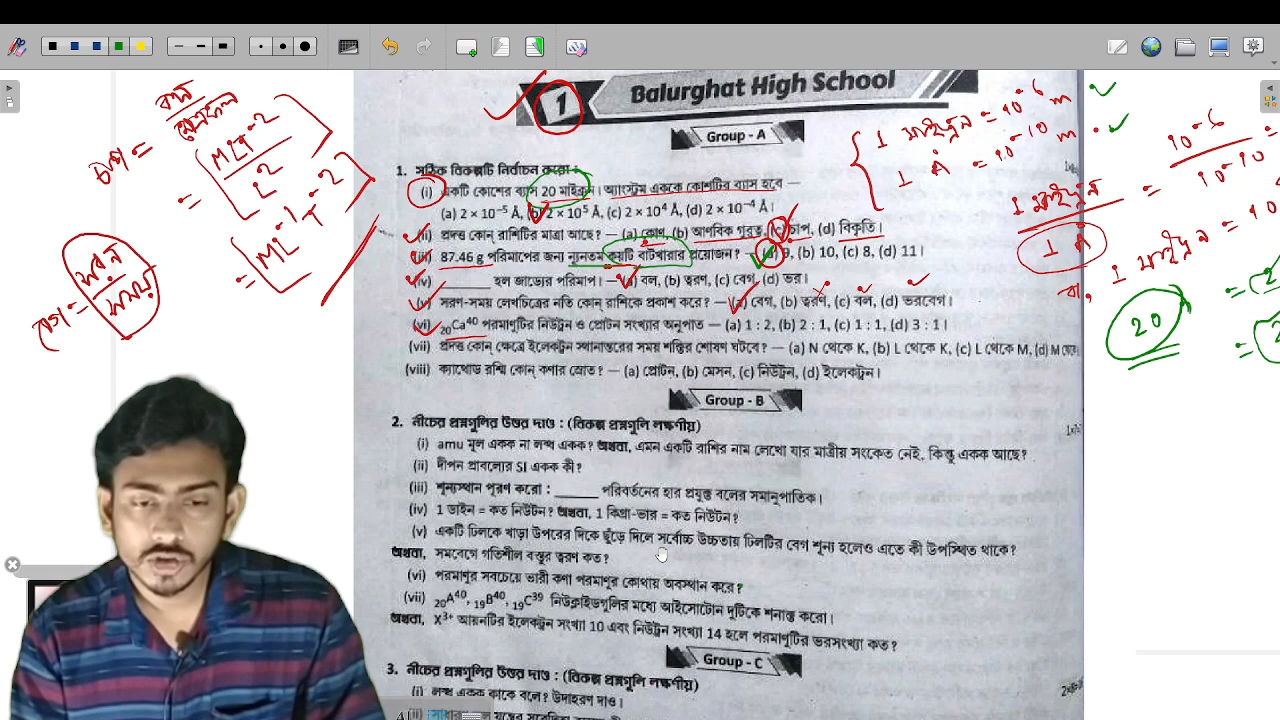 1
Balurghat High School
Group - A
1. সঠিক বিকল্পটি নির্বাচন করো :
(i) একটি কোশের ব্যাস 20 মাইক্রন। অ্যাংস্ট্রম এককে কোশটির ব্যাস হবে —
(a) 2 × 10⁻⁵ Å, (b) 2 × 10⁵ Å, (c) 2 × 10⁴ Å, (d) 2 × 10⁻⁴ Å।
(ii) প্রদত্ত কোন্ রাশিটির মাত্রা আছে? — (a) কোণ, (b) আণবিক গুরুত্ব, (c) চাপ, (d) বিকৃতি।
(iii) 87.46 g পরিমাপের জন্য ন্যূনতম কয়টি বাটখারার প্রয়োজন? — (a) 9, (b) 10, (c) 8, (d) 11।
(iv) ______ হল জাড্যের পরিমাপ। — (a) বল, (b) ত্বরণ, (c) বেগ, (d) ভর।
(v) সরণ-সময় লেখচিত্রের নতি কোন্ রাশিকে প্রকাশ করে? — (a) বেগ, (b) ত্বরণ, (c) বল, (d) ভরবেগ।
(vi) ₂₀Ca⁴⁰ পরমাণুটির নিউট্রন ও প্রোটন সংখ্যার অনুপাত — (a) 1 : 2, (b) 2 : 1, (c) 1 : 1, (d) 3 : 1।
(vii) প্রদত্ত কোন্ ক্ষেত্রে ইলেকট্রন স্থানান্তরের সময় শক্তির শোষণ ঘটবে? — (a) N থেকে K, (b) L থেকে K, (c) L থেকে M, (d) M থেকে
(viii) ক্যাথোড রশ্মি কোন্ কণার স্রোত? — (a) প্রোটন, (b) মেসন, (c) নিউট্রন, (d) ইলেকট্রন।
Group - B
2. নীচের প্রশ্নগুলির উত্তর দাও : (বিকল্প প্রশ্নগুলি লক্ষণীয়)
(i) amu মূল একক না লব্ধ একক? অথবা, এমন একটি রাশির নাম লেখো যার মাত্রীয় সংকেত নেই, কিন্তু একক আছে?
(ii) দীপন প্রাবল্যের SI একক কী?
(iii) শূন্যস্থান পূরণ করো : ______ পরিবর্তনের হার প্রযুক্ত বলের সমানুপাতিক।
(iv) 1 ডাইন = কত নিউটন? অথবা, 1 কিগ্রা-ভার = কত নিউটন?
(v) একটি ঢিলকে খাড়া উপরের দিকে ছুঁড়ে দিলে সর্বোচ্চ উচ্চতায় ঢিলটির বেগ শূন্য হলেও এতে কী উপস্থিত থাকে?
অথবা, সমবেগে গতিশীল বস্তুর ত্বরণ কত?
(vi) পরমাণুর সবচেয়ে ভারী কণা পরমাণুর কোথায় অবস্থান করে?
(vii) ₂₀A⁴⁰, ₁₉B⁴⁰, ₁₉C³⁹ নিউক্লাইডগুলির মধ্যে আইসোটোন দুটিকে শনাক্ত করো।
অথবা, X³⁺ আয়নটির ইলেকট্রন সংখ্যা 10 এবং নিউট্রন সংখ্যা 14 হলে পরমাণুটির ভরসংখ্যা কত?
Group - C
3. নীচের প্রশ্নগুলির উত্তর দাও : (বিকল্প প্রশ্নগুলি লক্ষণীয়)
(i) লব্ধ একক কাকে বলে? উদাহরণ দাও।
চাপ = বল
ক্ষেত্রফল
= MLT⁻²
L²
= ML⁻¹T⁻²
বেগ = সরণ
সময়
1 মাইক্রন = 10⁻⁶ m
1 Å = 10⁻¹⁰ m
1 মাইক্রন
1 Å
= 10⁻⁶
10⁻¹⁰
বা, 1 মাইক্রন = 10
20